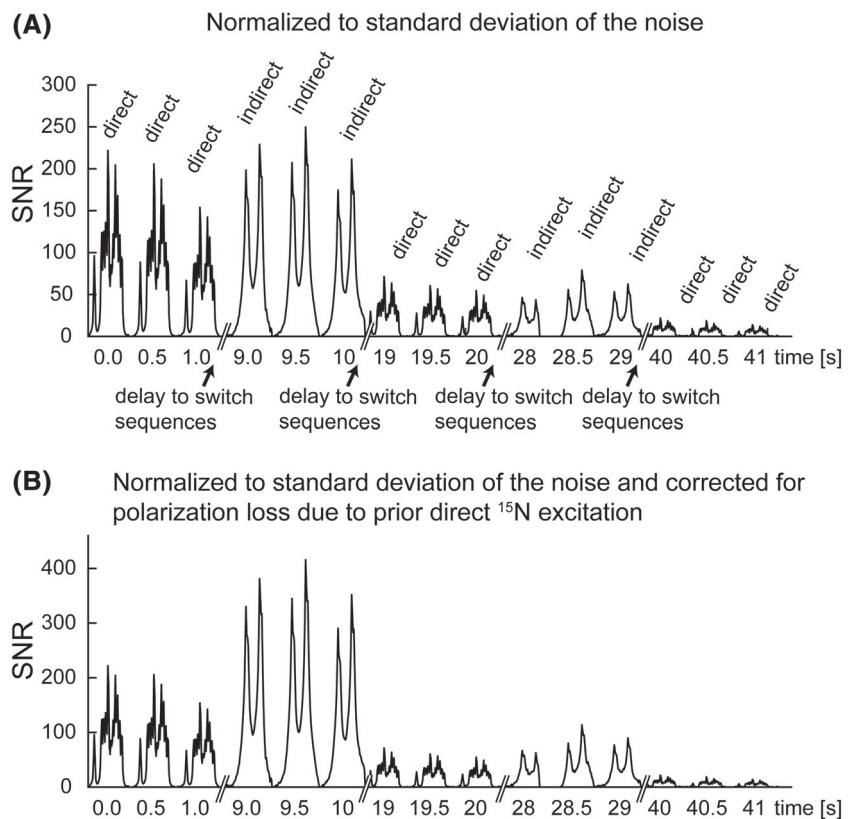 (A) Normalized to standard deviation of the noise
SNR
300
250
200
150
100
50
0
direct direct direct indirect indirect indirect direct direct direct indirect indirect indirect direct direct direct
0.0 0.5 1.0 9.0 9.5 10 19 19.5 20 28 28.5 29 40 40.5 41 time [s]
delay to switch delay to switch delay to switch delay to switch
sequences sequences sequences sequences
(B) Normalized to standard deviation of the noise and corrected for
polarization loss due to prior direct ¹⁵N excitation
SNR
400
300
200
100
0
0.0 0.5 1.0 9.0 9.5 10 19 19.5 20 28 28.5 29 40 40.5 41 time [s]